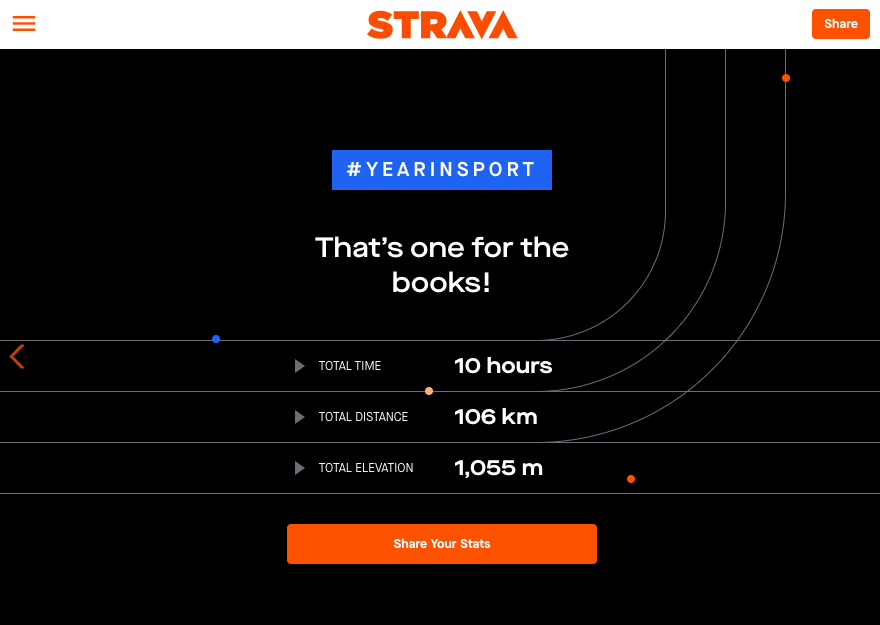 STRAVA
Share
#YEARINSPORT
That's one for the
books!
TOTAL TIME 10 hours
TOTAL DISTANCE 106 km
TOTAL ELEVATION 1,055 m
Share Your Stats